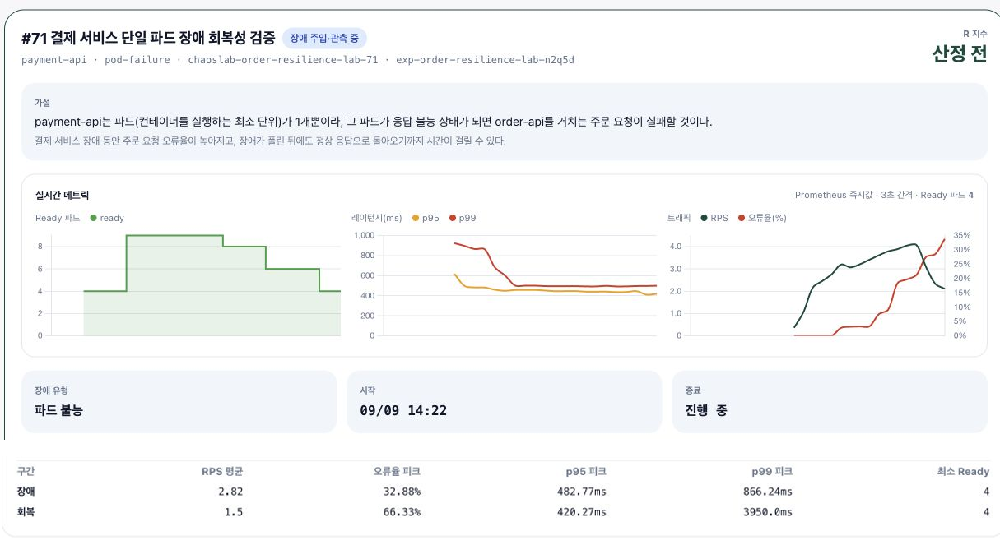 #71 결제 서비스 단일 파드 장애 회복성 검증 장애 주입·관측 중
R 지수
산정 전
payment-api · pod-failure · chaoslab-order-resilience-lab-71 · exp-order-resilience-lab-n2q5d
가설
payment-api는 파드(컨테이너를 실행하는 최소 단위)가 1개뿐이라, 그 파드가 응답 불능 상태가 되면 order-api를 거치는 주문 요청이 실패할 것이다.
결제 서비스 장애 동안 주문 요청 오류율이 높아지고, 장애가 풀린 뒤에도 정상 응답으로 돌아오기까지 시간이 걸릴 수 있다.
실시간 메트릭
Prometheus 즉시값 · 3초 간격 · Ready 파드 4
Ready 파드 ready
8
6
4
2
0
레이턴시(ms) p95 p99
1,000
800
600
400
200
0
트래픽 RPS 오류율(%)
4.0
3.0
2.0
1.0
0
35%
30%
25%
20%
15%
10%
5%
0%
장애 유형
파드 불능
시작
09/09 14:22
종료
진행 중
구간 RPS 평균 오류율 피크 p95 피크 p99 피크 최소 Ready
장애 2.82 32.88% 482.77ms 866.24ms 4
회복 1.5 66.33% 420.27ms 3950.0ms 4